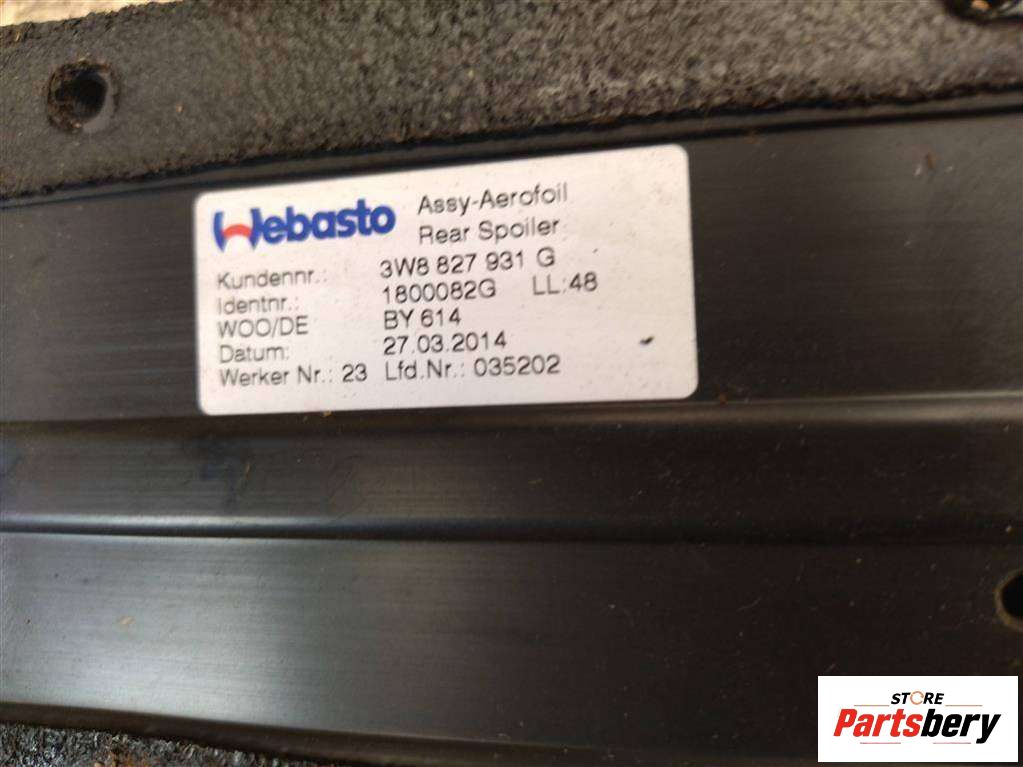 Webasto
Assy-Aerofoil
Rear Spoiler
Kundennr.: 3W8 827 931 G
Identnr.: 1800082G LL:48
WOO/DE BY 614
Datum: 27.03.2014
Werker Nr.: 23 Lfd.Nr.: 035202
STORE
Partsbery